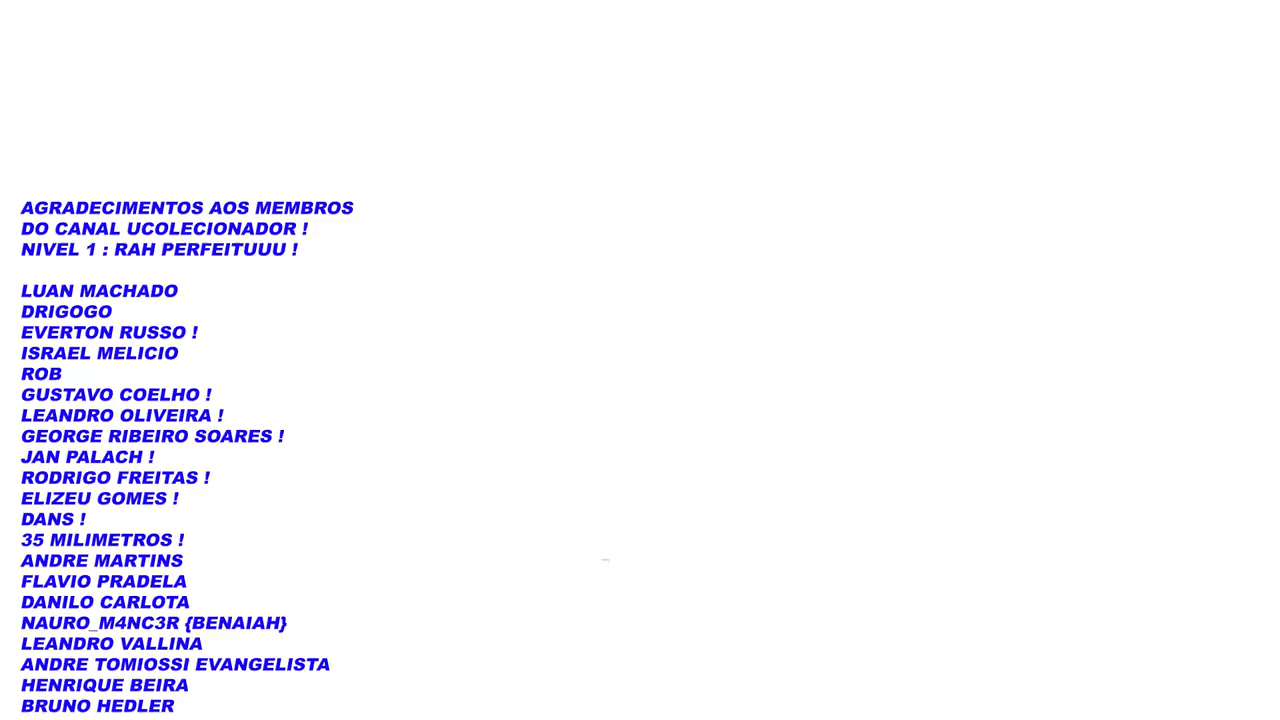 AGRADECIMENTOS AOS MEMBROS
DO CANAL UCOLECIONADOR !
NIVEL 1 : RAH PERFEITUUU !
LUAN MACHADO
DRIGOGO
EVERTON RUSSO !
ISRAEL MELICIO
ROB
GUSTAVO COELHO !
LEANDRO OLIVEIRA !
GEORGE RIBEIRO SOARES !
JAN PALACH !
RODRIGO FREITAS !
ELIZEU GOMES !
DANS !
35 MILIMETROS !
ANDRE MARTINS
FLAVIO PRADELA
DANILO CARLOTA
NAURO_M4NC3R {BENAIAH}
LEANDRO VALLINA
ANDRE TOMIOSSI EVANGELISTA
HENRIQUE BEIRA
BRUNO HEDLER